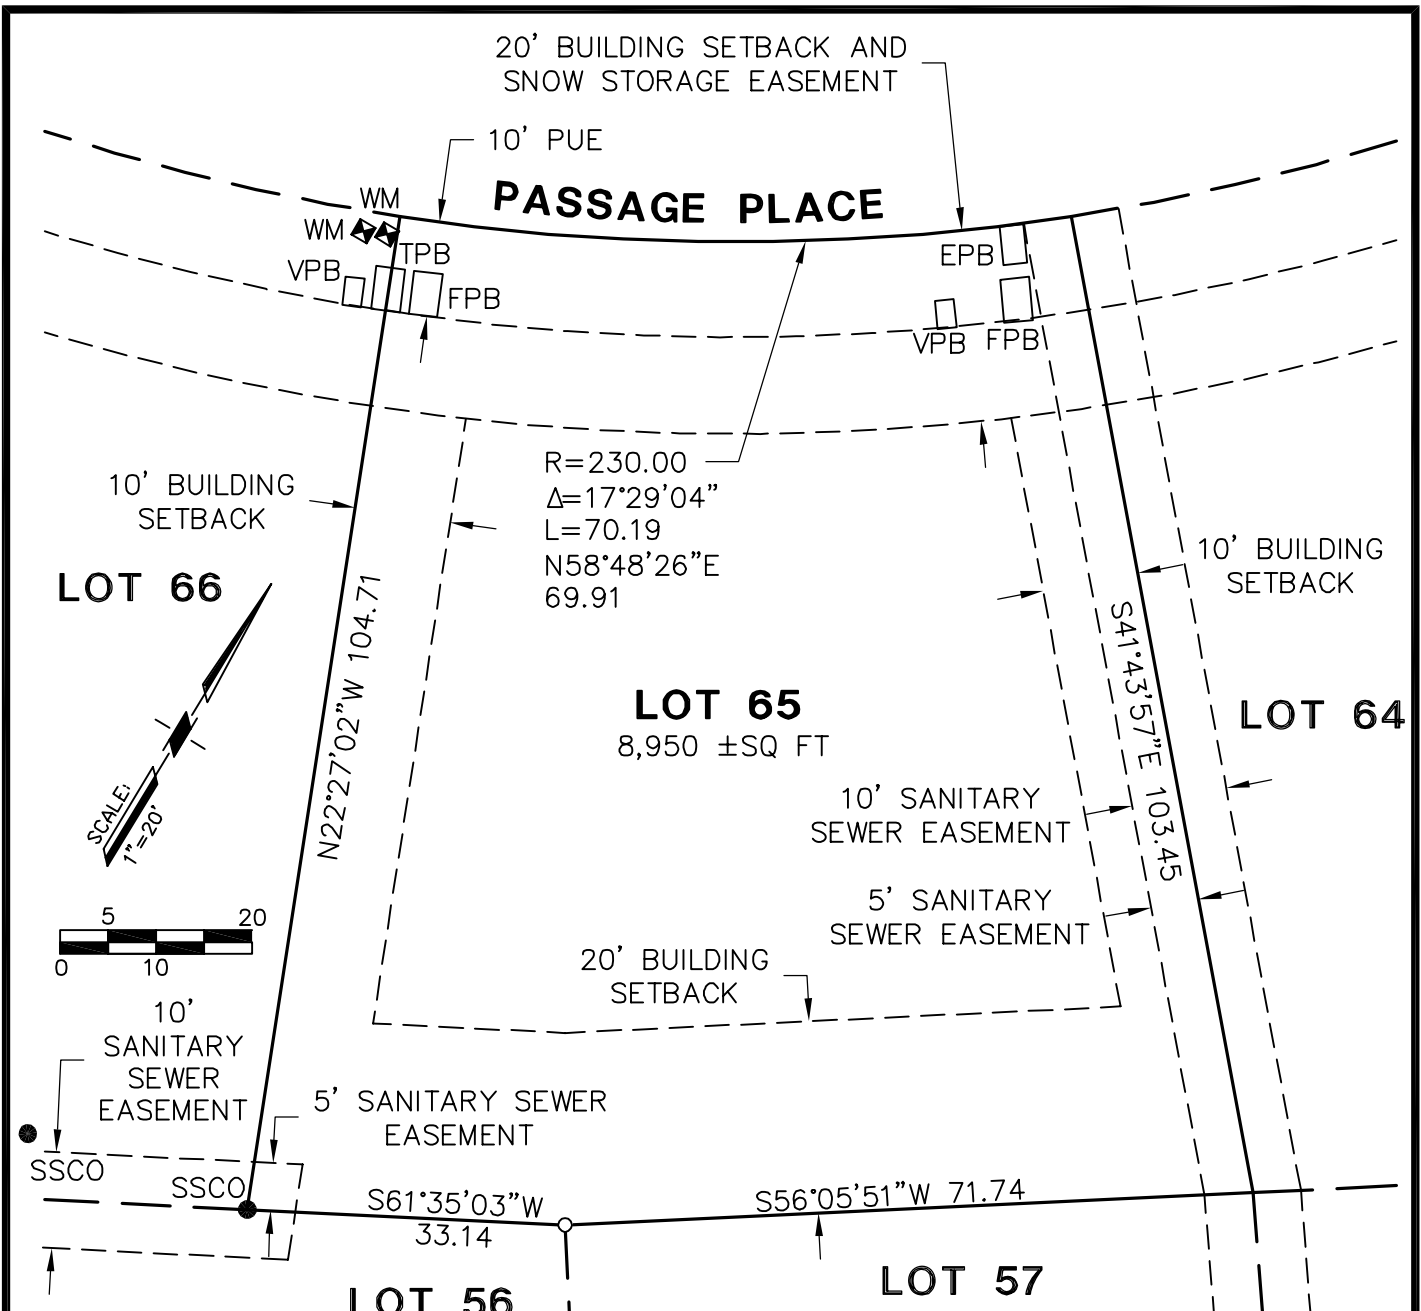 20' BUILDING SETBACK AND
SNOW STORAGE EASEMENT
10' PUE
PASSAGE PLACE
WM
WM
TPB
VPB
FPB
EPB
VPB
FPB
R=230.00
Δ=17°29'04"
L=70.19
N58°48'26"E
69.91
10' BUILDING
SETBACK
10' BUILDING
SETBACK
LOT 66
N22°27'02"W 104.71
S41°43'57"E 103.45
LOT 65
8,950 ±SQ FT
LOT 64
SCALE:
1"=20'
10' SANITARY
SEWER EASEMENT
5' SANITARY
SEWER EASEMENT
5
20
0
10
20' BUILDING
SETBACK
10'
SANITARY
SEWER
EASEMENT
5' SANITARY SEWER
EASEMENT
SSCO
SSCO
S61°35'03"W
33.14
S56°05'51"W 71.74
LOT 57
LOT 56